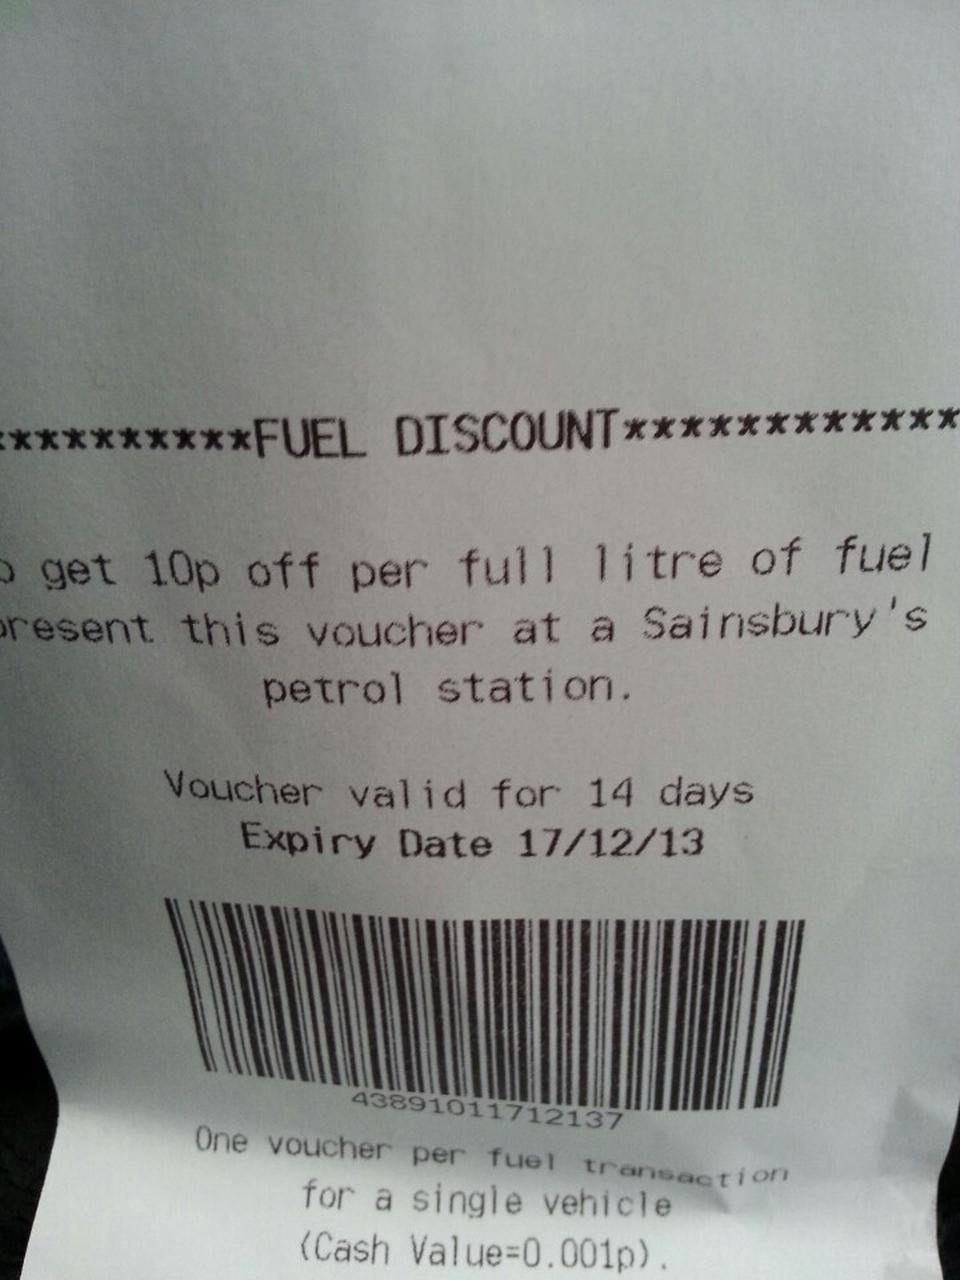 **********FUEL DISCOUNT*************
o get 10p off per full litre of fuel
present this voucher at a Sainsbury's
petrol station.
Voucher valid for 14 days
Expiry Date 17/12/13
43891011712137
One voucher per fuel transaction
for a single vehicle
(Cash Value=0.001p).